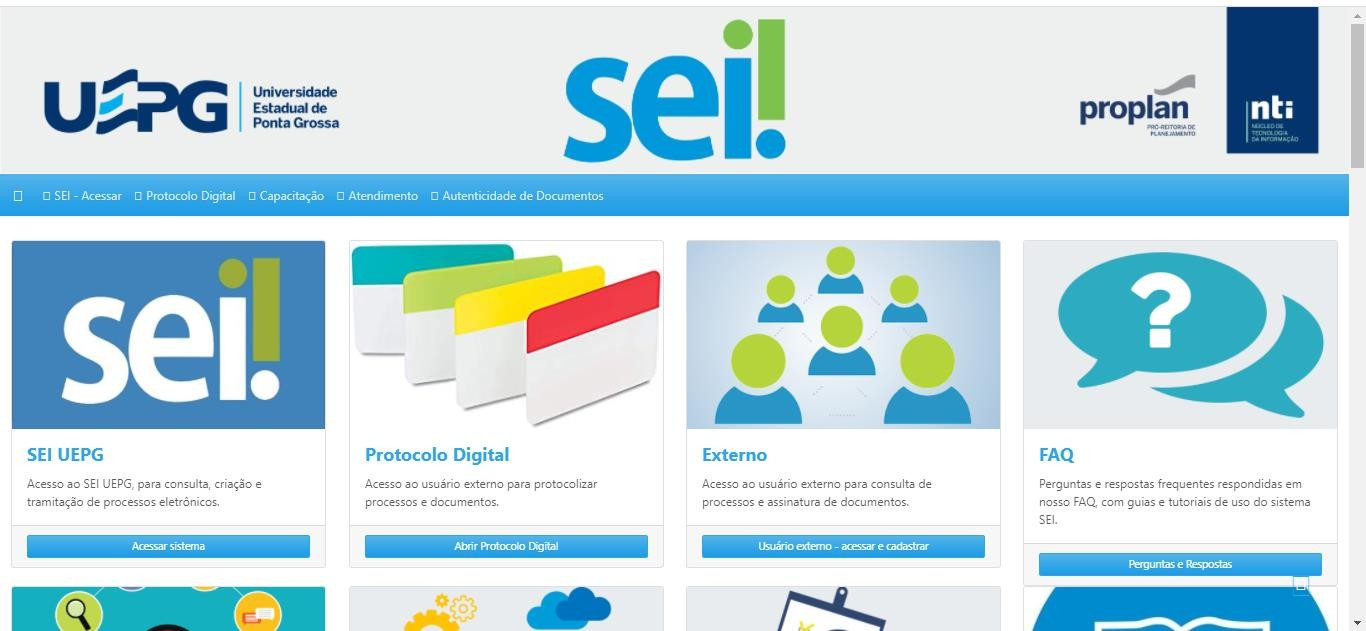 UEPG
Universidade
Estadual de
Ponta Grossa
sei!
proplan
PRÓ-REITORIA DE
PLANEJAMENTO
nti
NÚCLEO DE
TECNOLOGIA
DA INFORMAÇÃO
SEI - Acessar
Protocolo Digital
Capacitação
Atendimento
Autenticidade de Documentos
sei!
SEI UEPG
Acesso ao SEI UEPG, para consulta, criação e
tramitação de processos eletrônicos.
Acessar sistema
Protocolo Digital
Acesso ao usuário externo para protocolizar
processos e documentos.
Abrir Protocolo Digital
Externo
Acesso ao usuário externo para consulta de
processos e assinatura de documentos.
Usuário externo - acessar e cadastrar
?
FAQ
Perguntas e respostas frequentes respondidas em
nosso FAQ, com guias e tutoriais de uso do sistema
SEI.
Perguntas e Respostas